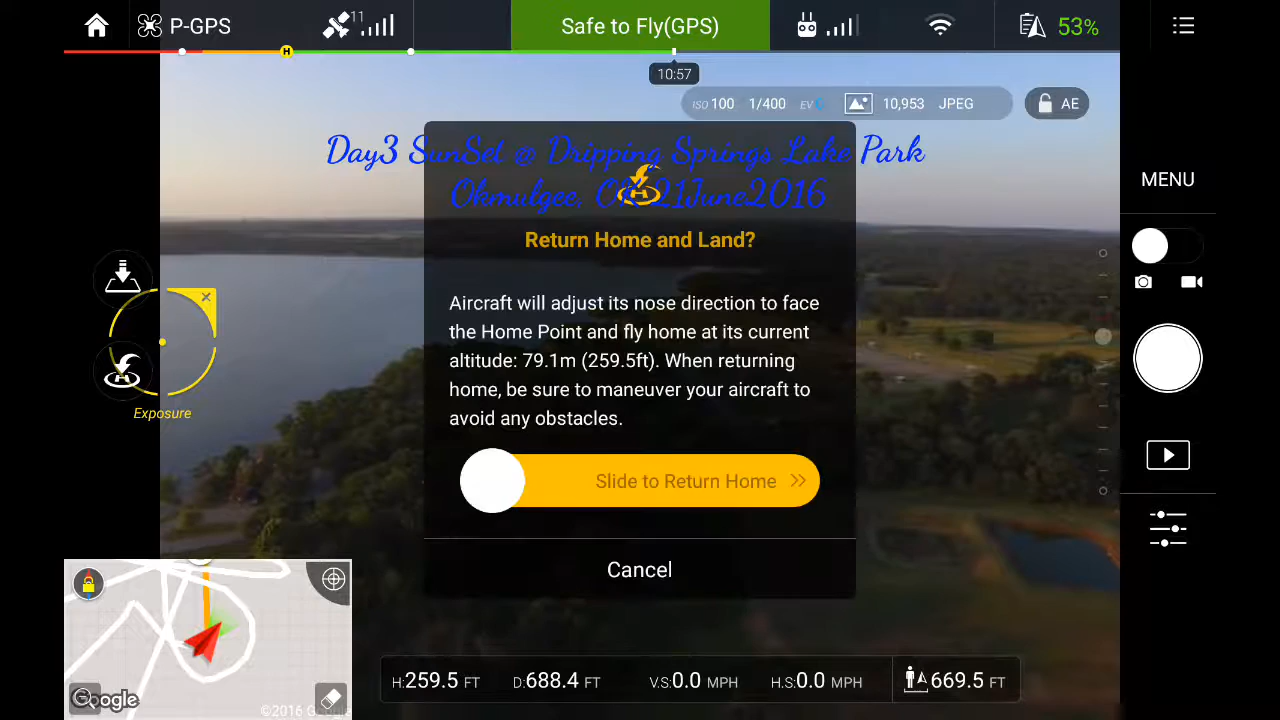 P-GPS
11
Safe to Fly(GPS)
53%
H
10:57
ISO 100 1/400 EV 10,953 JPEG
AE
Day3 SunSet @ Dripping Springs Lake Park
Okmulgee, OK 21June2016
Return Home and Land?
MENU
Aircraft will adjust its nose direction to face
the Home Point and fly home at its current
altitude: 79.1m (259.5ft). When returning
home, be sure to maneuver your aircraft to
avoid any obstacles.
Exposure
Slide to Return Home
Cancel
H:259.5 FT D:688.4 FT V.S:0.0 MPH H.S:0.0 MPH 669.5 FT
Google
©2016 Google